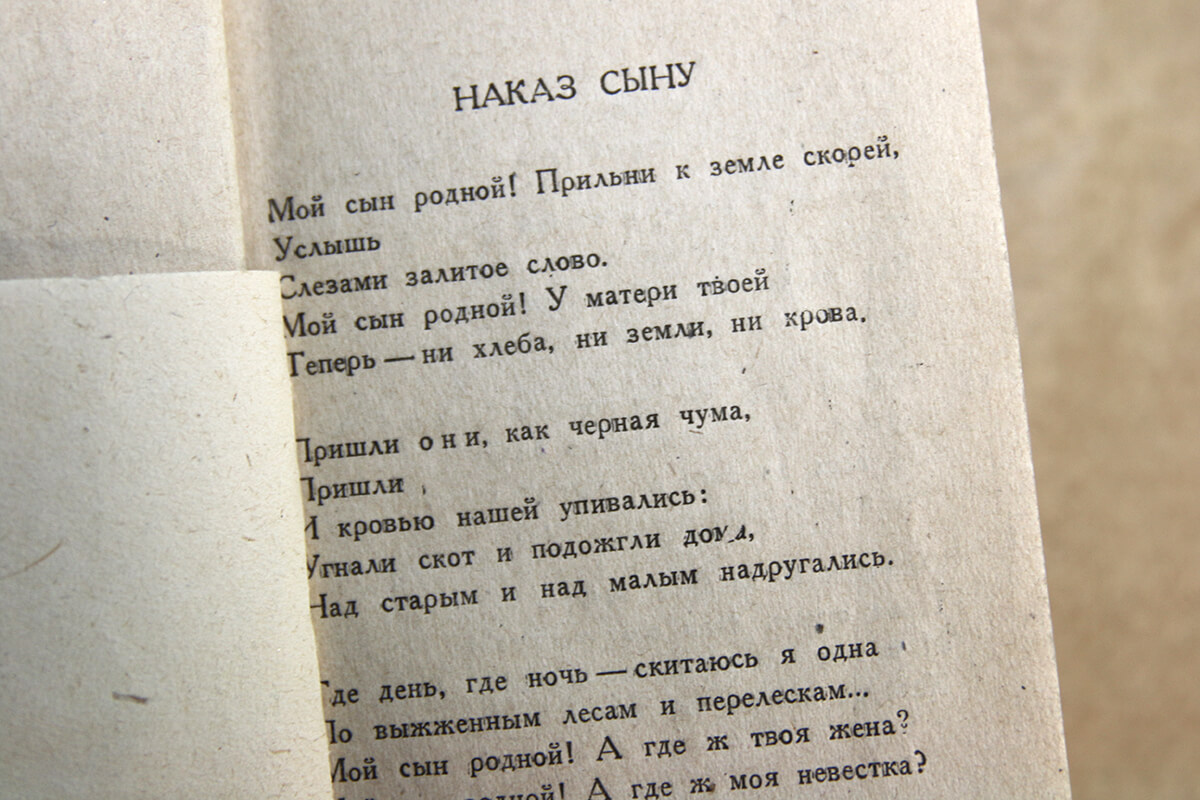 НАКАЗ СЫНУ
Мой сын родной! Прильни к земле скорей,
Услышь
Слезами залитое слово.
Мой сын родной! У матери твоей
Теперь — ни хлеба, ни земли, ни крова.
Пришли они, как черная чума,
Пришли
И кровью нашей упивались:
Угнали скот и подожгли дома,
Над старым и над малым надругались.
Где день, где ночь — скитаюсь я одна
По выжженным лесам и перелескам...
Мой сын родной! А где ж твоя жена?
родной! А где ж моя невестка?